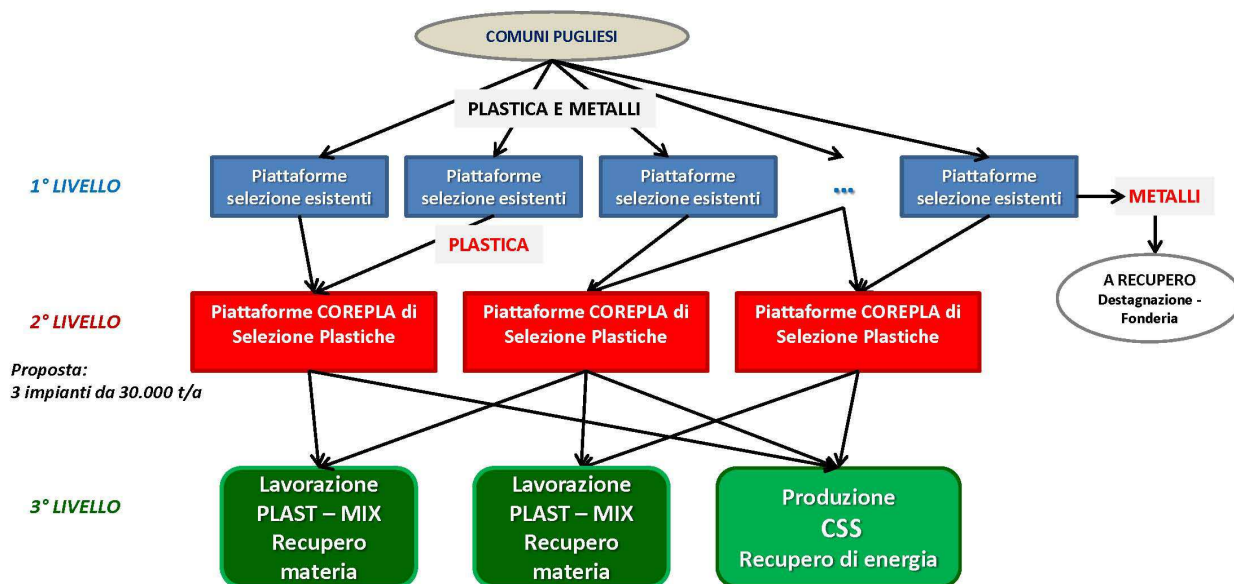 COMUNI PUGLIESI
PLASTICA E METALLI
1° LIVELLO
Piattaforme
selezione esistenti
Piattaforme
selezione esistenti
Piattaforme
selezione esistenti
...
Piattaforme
selezione esistenti
METALLI
PLASTICA
A RECUPERO
Destagnazione -
Fonderia
2° LIVELLO
Piattaforme COREPLA di
Selezione Plastiche
Piattaforme COREPLA di
Selezione Plastiche
Piattaforme COREPLA di
Selezione Plastiche
Proposta:
3 impianti da 30.000 t/a
3° LIVELLO
Lavorazione
PLAST – MIX
Recupero
materia
Lavorazione
PLAST – MIX
Recupero
materia
Produzione
CSS
Recupero di energia